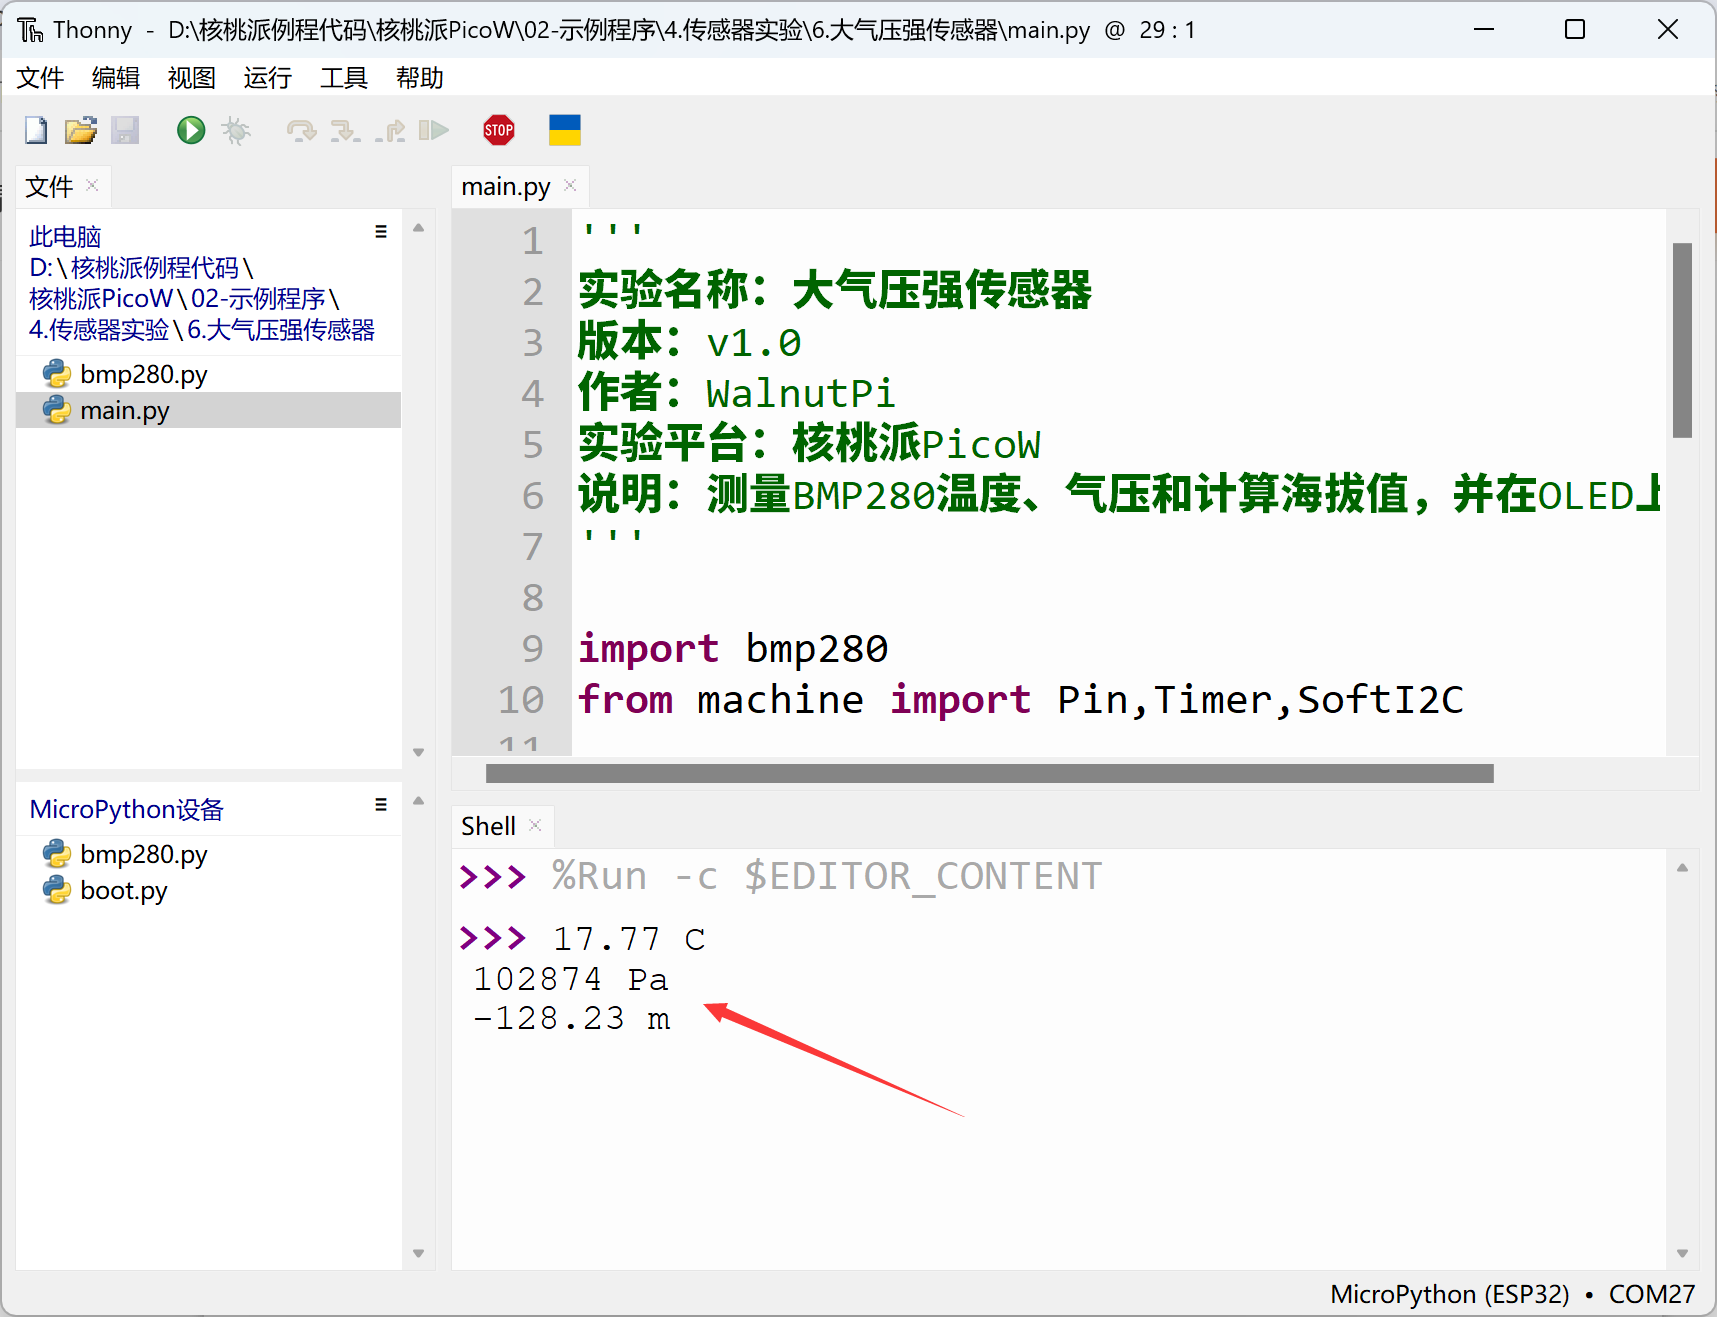 Thonny - D:\核桃派例程代码\核桃派PicoW\02-示例程序\4.传感器实验\6.大气压强传感器\main.py @ 29 : 1
文件 编辑 视图 运行 工具 帮助
STOP
文件
此电脑
D:\核桃派例程代码\
核桃派PicoW\02-示例程序\
4.传感器实验\6.大气压强传感器
bmp280.py
main.py
MicroPython设备
bmp280.py
boot.py
main.py
1 '''
2 实验名称：大气压强传感器
3 版本：v1.0
4 作者：WalnutPi
5 实验平台：核桃派PicoW
6 说明：测量BMP280温度、气压和计算海拔值，并在OLED上
7 '''
8
9 import bmp280
10 from machine import Pin,Timer,SoftI2C
11
Shell
>>> %Run -c $EDITOR_CONTENT
>>> 17.77 C
102874 Pa
-128.23 m
MicroPython (ESP32) • COM27